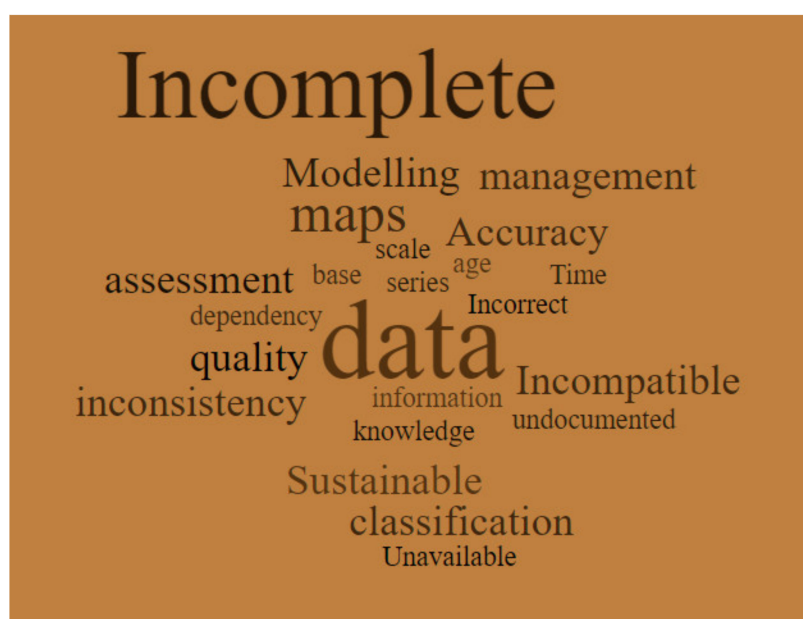 Incomplete
Modelling management
maps
Accuracy
scale
age
assessment base series Time
Incorrect
dependency
data
quality
Incompatible
inconsistency information
undocumented
knowledge
Sustainable
classification
Unavailable